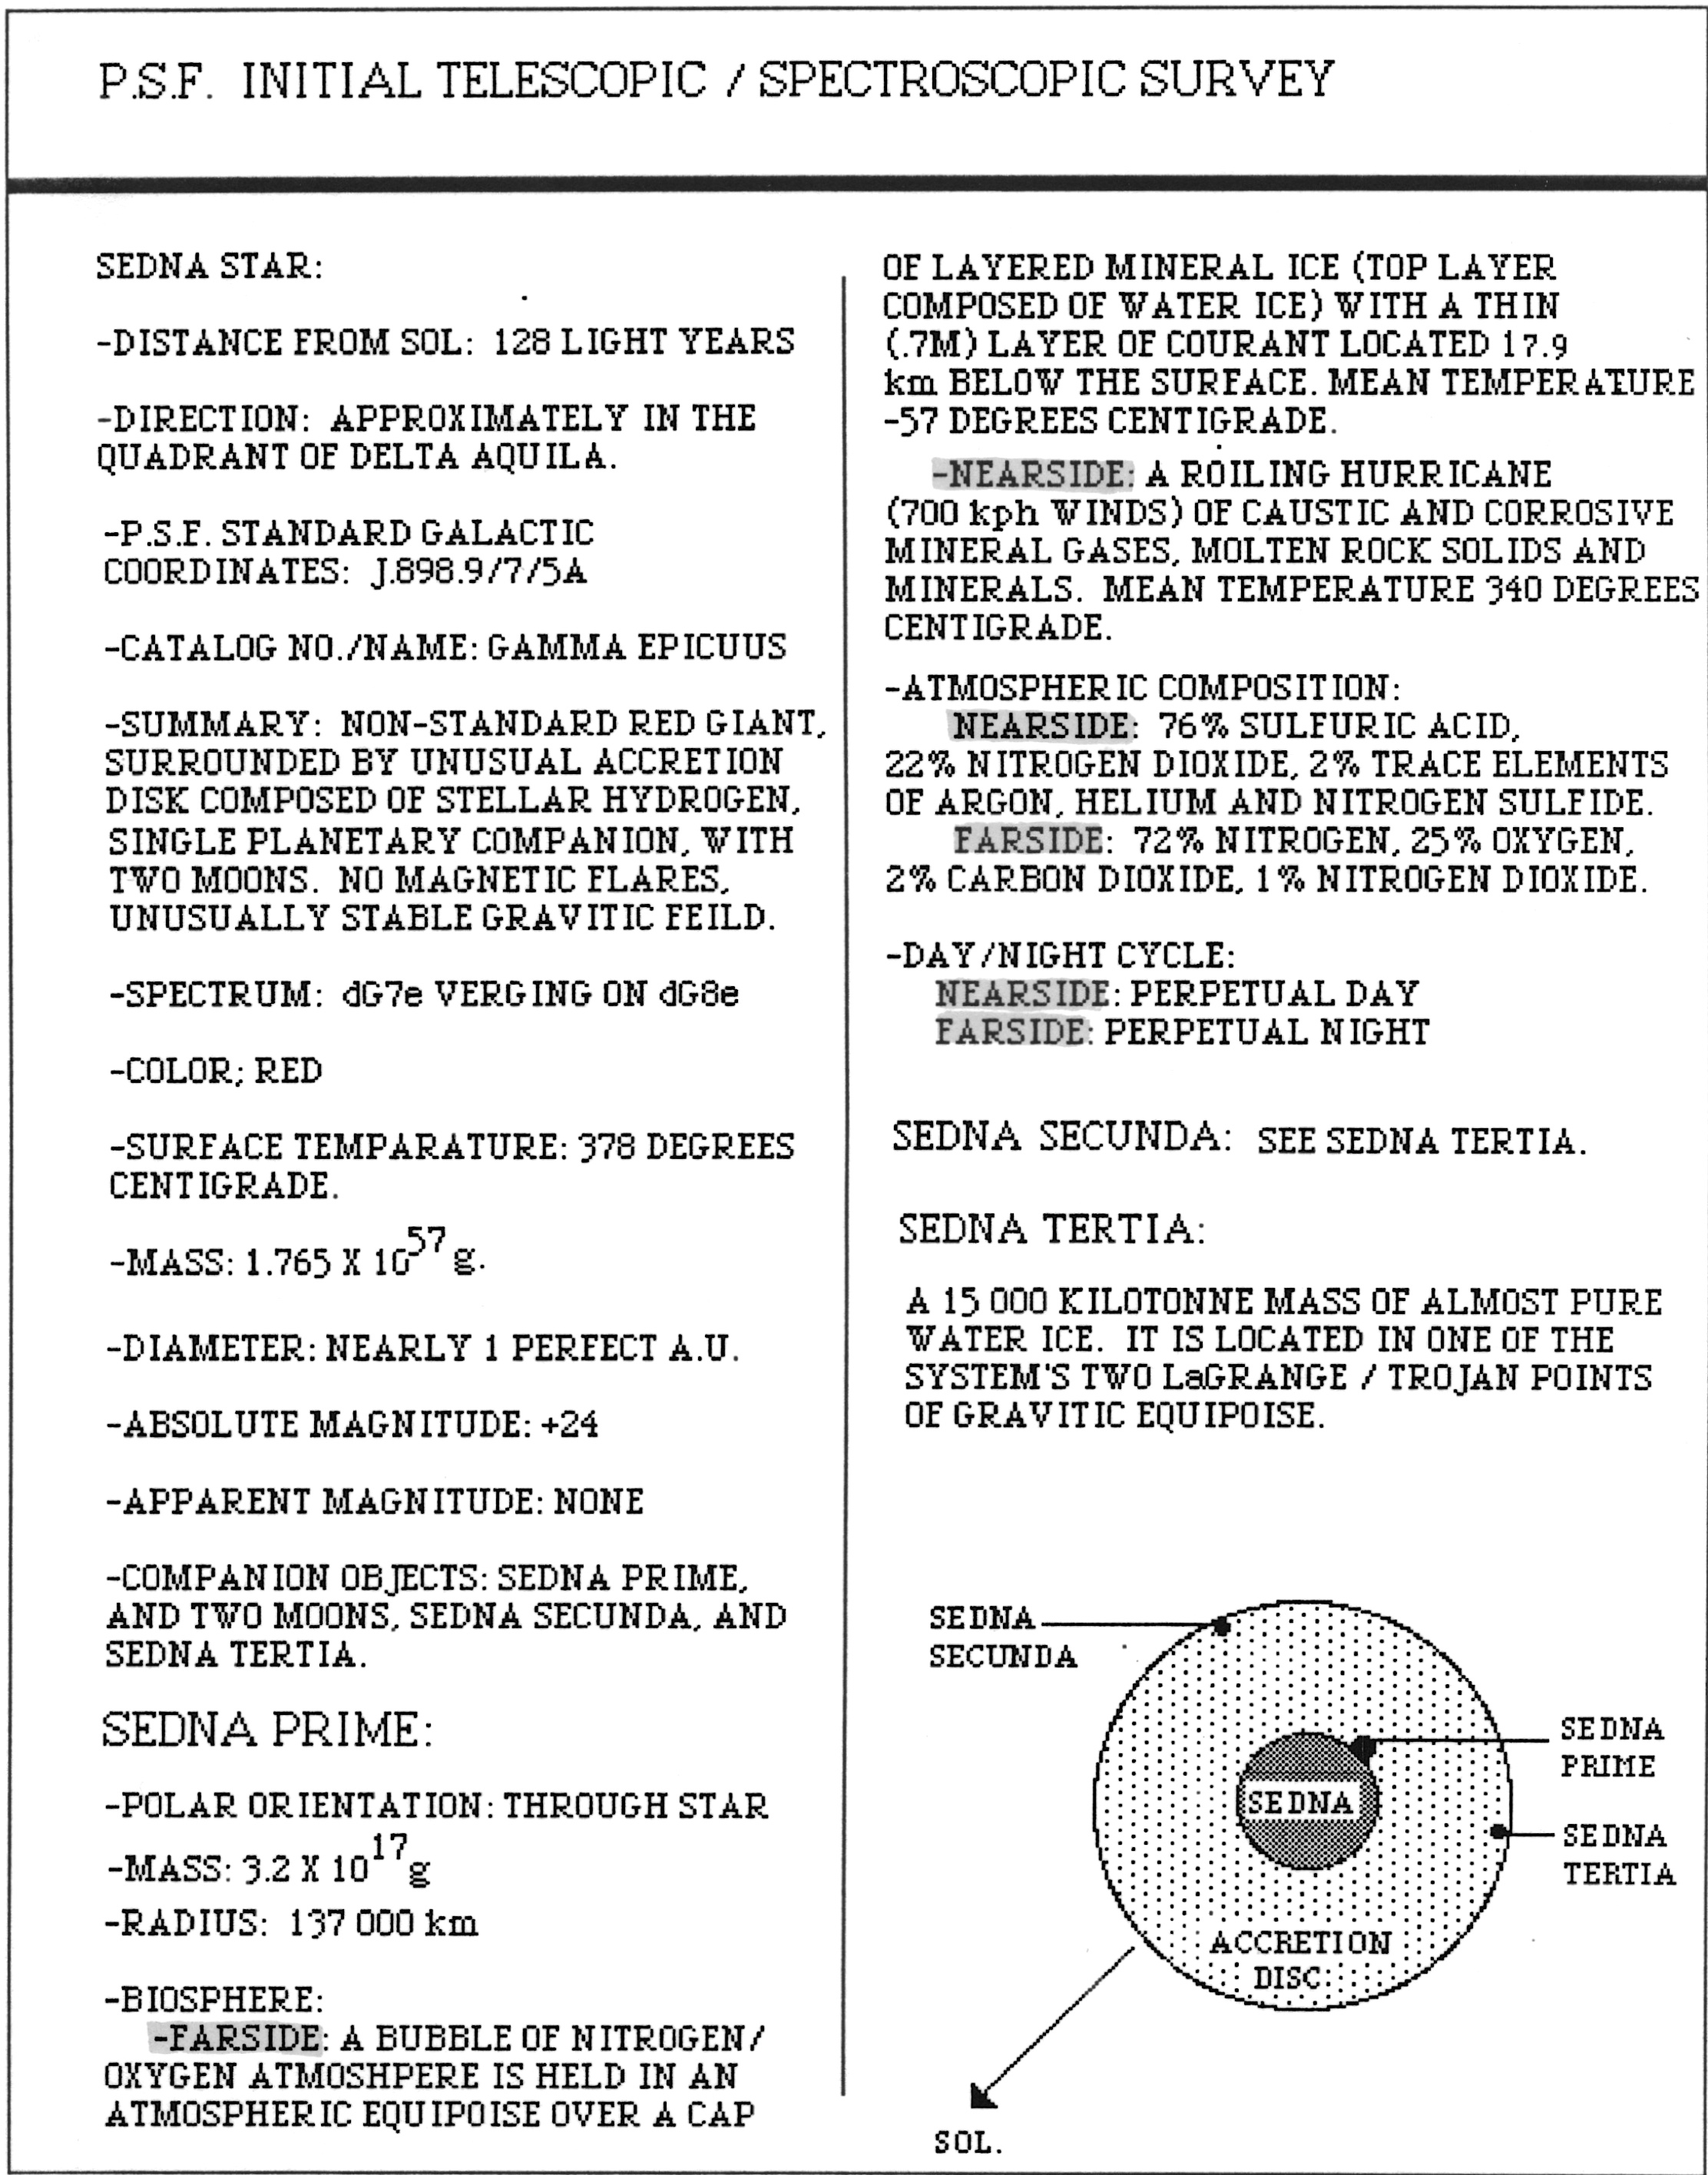 P.S.F. INITIAL TELESCOPIC / SPECTROSCOPIC SURVEY
SEDNA STAR:
-DISTANCE FROM SOL: 128 LIGHT YEARS
-DIRECTION: APPROXIMATELY IN THE
QUADRANT OF DELTA AQUILA.
-P.S.F. STANDARD GALACTIC
COORDINATES: J.898.9/7/5A
-CATALOG NO./NAME: GAMMA EPICUUS
-SUMMARY: NON-STANDARD RED GIANT,
SURROUNDED BY UNUSUAL ACCRETION
DISK COMPOSED OF STELLAR HYDROGEN,
SINGLE PLANETARY COMPANION, WITH
TWO MOONS. NO MAGNETIC FLARES,
UNUSUALLY STABLE GRAVITIC FEILD.
-SPECTRUM: dG7e VERGING ON dG8e
-COLOR; RED
-SURFACE TEMPARATURE: 378 DEGREES
CENTIGRADE.
-MASS: 1.765 X 10^57 g.
-DIAMETER: NEARLY 1 PERFECT A.U.
-ABSOLUTE MAGNITUDE: +24
-APPARENT MAGNITUDE: NONE
-COMPANION OBJECTS: SEDNA PRIME,
AND TWO MOONS, SEDNA SECUNDA, AND
SEDNA TERTIA.
SEDNA PRIME:
-POLAR ORIENTATION: THROUGH STAR
-MASS: 3.2 X 10^17 g
-RADIUS: 137 000 km
-BIOSPHERE:
-FARSIDE: A BUBBLE OF NITROGEN/
OXYGEN ATMOSHPERE IS HELD IN AN
ATMOSPHERIC EQUIPOISE OVER A CAP
OF LAYERED MINERAL ICE (TOP LAYER
COMPOSED OF WATER ICE) WITH A THIN
(.7M) LAYER OF COURANT LOCATED 17.9
km BELOW THE SURFACE. MEAN TEMPERATURE
-57 DEGREES CENTIGRADE.
-NEARSIDE: A ROILING HURRICANE
(700 kph WINDS) OF CAUSTIC AND CORROSIVE
MINERAL GASES, MOLTEN ROCK SOLIDS AND
MINERALS. MEAN TEMPERATURE 340 DEGREES
CENTIGRADE.
-ATMOSPHERIC COMPOSITION:
NEARSIDE: 76% SULFURIC ACID,
22% NITROGEN DIOXIDE, 2% TRACE ELEMENTS
OF ARGON, HELIUM AND NITROGEN SULFIDE.
FARSIDE: 72% NITROGEN, 25% OXYGEN,
2% CARBON DIOXIDE, 1% NITROGEN DIOXIDE.
-DAY/NIGHT CYCLE:
NEARSIDE: PERPETUAL DAY
FARSIDE: PERPETUAL NIGHT
SEDNA SECUNDA: SEE SEDNA TERTIA.
SEDNA TERTIA:
A 15 000 KILOTONNE MASS OF ALMOST PURE
WATER ICE. IT IS LOCATED IN ONE OF THE
SYSTEM'S TWO LaGRANGE / TROJAN POINTS
OF GRAVITIC EQUIPOISE.
SEDNA
SECUNDA
SEDNA
PRIME
SEDNA
SEDNA
TERTIA
ACCRETION
DISC
SOL.